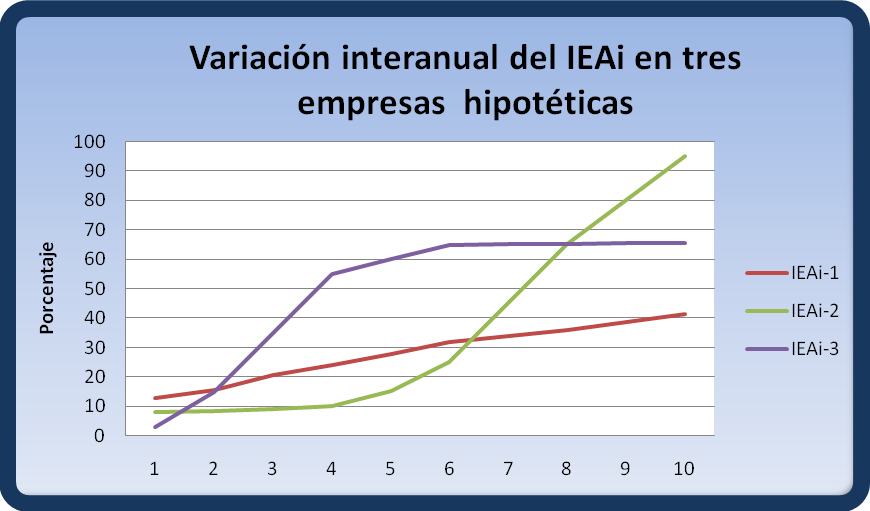 Variación interanual del IEAi en tres
empresas hipotéticas
Porcentaje
100
90
80
70
60
50
40
30
20
10
0
1 2 3 4 5 6 7 8 9 10
IEAi-1
IEAi-2
IEAi-3